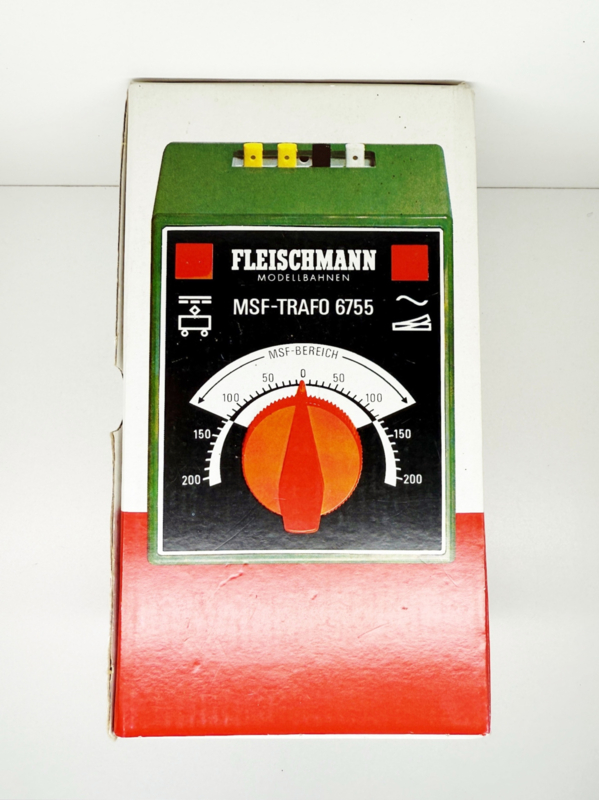 FLEISCHMANN
MODELLBAHNEN
MSF-TRAFO 6755
MSF-BEREICH
200 150 100 50 0 50 100 150 200